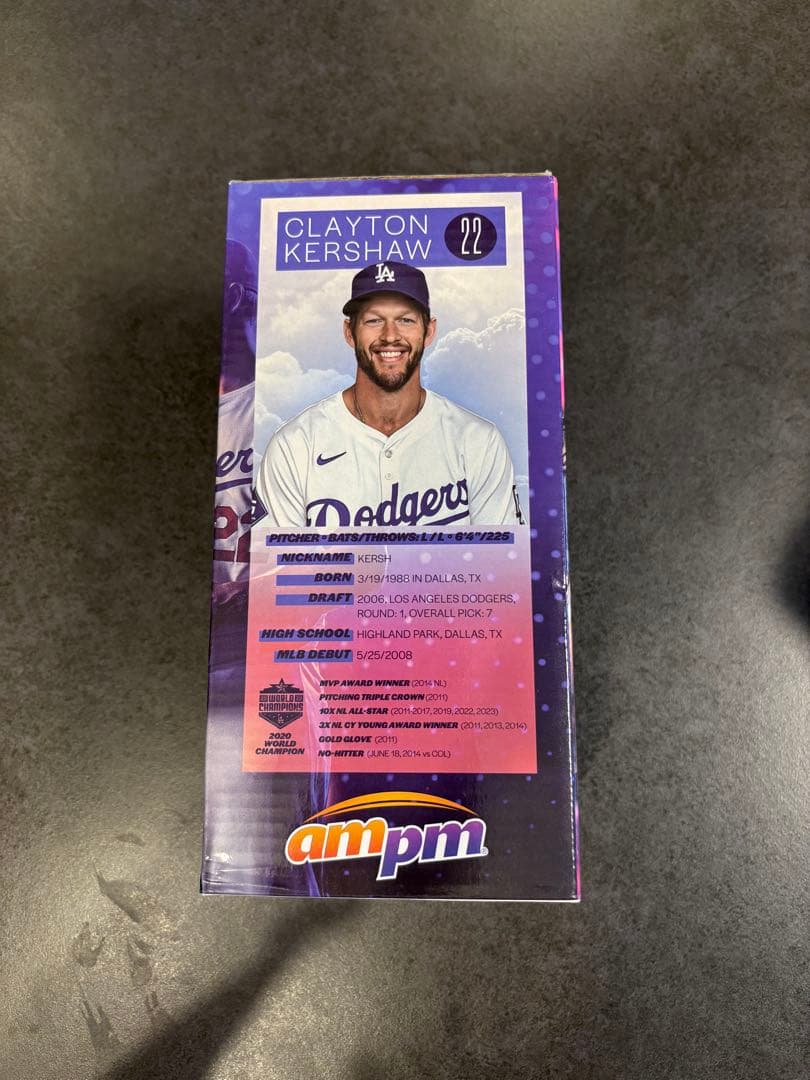 CLAYTON
KERSHAW
22
LA
Dodgers
er
22
PITCHER • BATS/THROWS: L / L • 6'4"/225
NICKNAME KERSH
BORN 3/19/1988 IN DALLAS, TX
DRAFT 2006, LOS ANGELES DODGERS,
ROUND: 1, OVERALL PICK: 7
HIGH SCHOOL HIGHLAND PARK, DALLAS, TX
MLB DEBUT 5/25/2008
WORLD
CHAMPIONS
2020
WORLD
CHAMPION
MVP AWARD WINNER (2014 NL)
PITCHING TRIPLE CROWN (2011)
10X NL ALL-STAR (2011-2017, 2019, 2022, 2023)
3X NL CY YOUNG AWARD WINNER (2011, 2013, 2014)
GOLD GLOVE (2011)
NO-HITTER (JUNE 18, 2014 vs COL)
ampm